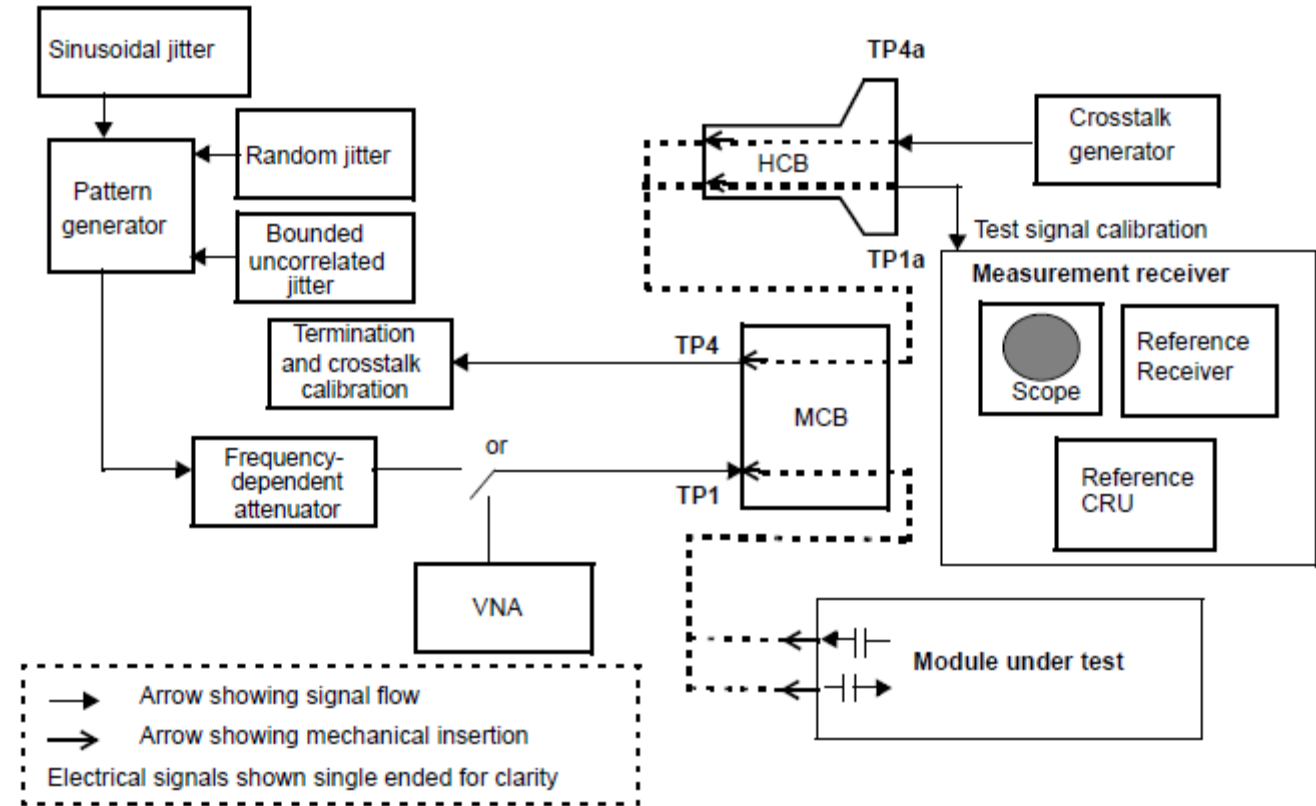 Sinusoidal jitter
Random jitter
Pattern
generator
Bounded
uncorrelated
jitter
Termination
and crosstalk
calibration
Frequency-
dependent
attenuator
or
VNA
TP4a
HCB
TP1a
Crosstalk
generator
Test signal calibration
Measurement receiver
Scope
Reference
Receiver
Reference
CRU
TP4
MCB
TP1
Module under test
Arrow showing signal flow
Arrow showing mechanical insertion
Electrical signals shown single ended for clarity